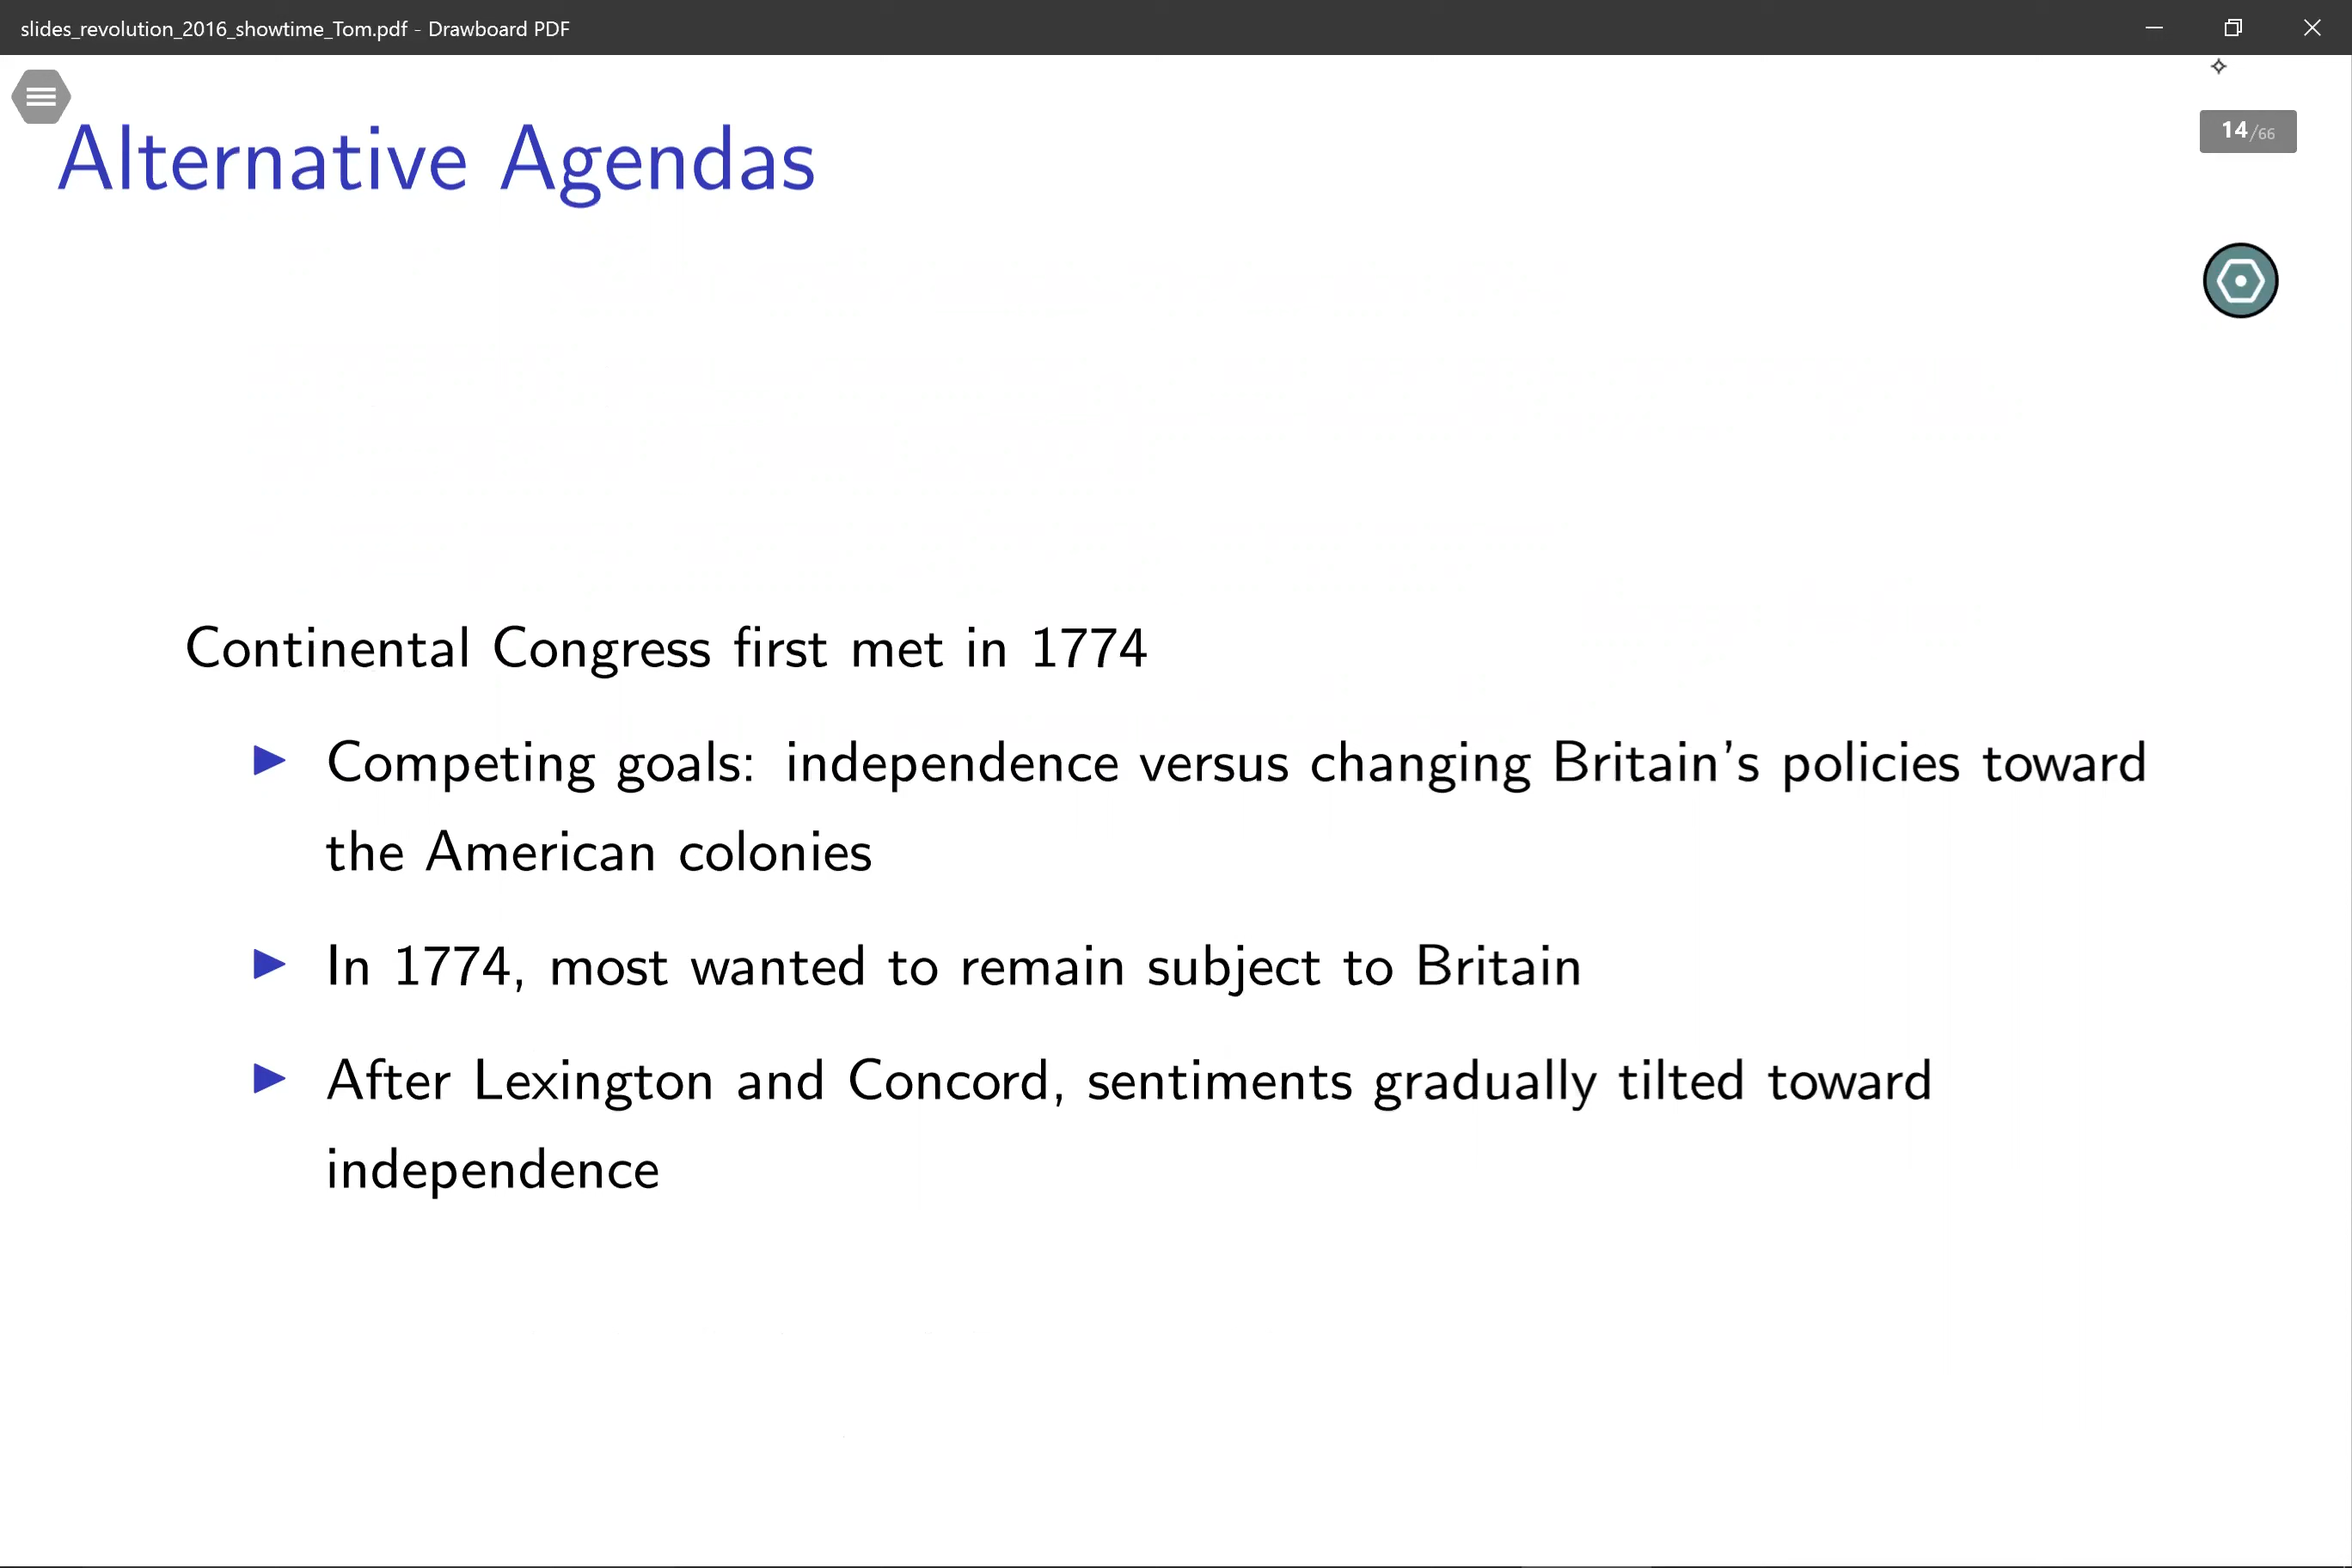 slides_revolution_2016_showtime_Tom.pdf - Drawboard PDF
14/66
Alternative Agendas
Continental Congress first met in 1774
▶ Competing goals: independence versus changing Britain's policies toward
the American colonies
▶ In 1774, most wanted to remain subject to Britain
▶ After Lexington and Concord, sentiments gradually tilted toward
independence